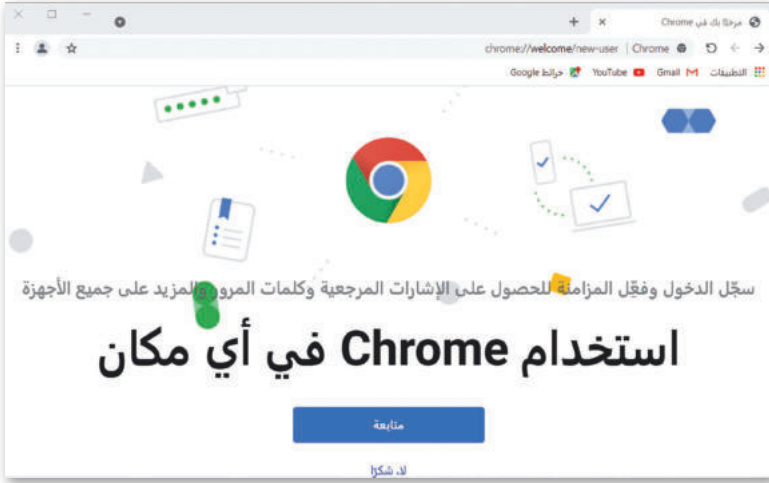 مرحبًا بك في Chrome
Chrome | chrome://welcome/new-user
التطبيقات Gmail YouTube خرائط Google
سجّل الدخول وفعّل المزامنة للحصول على الإشارات المرجعية وكلمات المرور والمزيد على جميع الأجهزة
استخدام Chrome في أي مكان
متابعة
لا، شكرًا